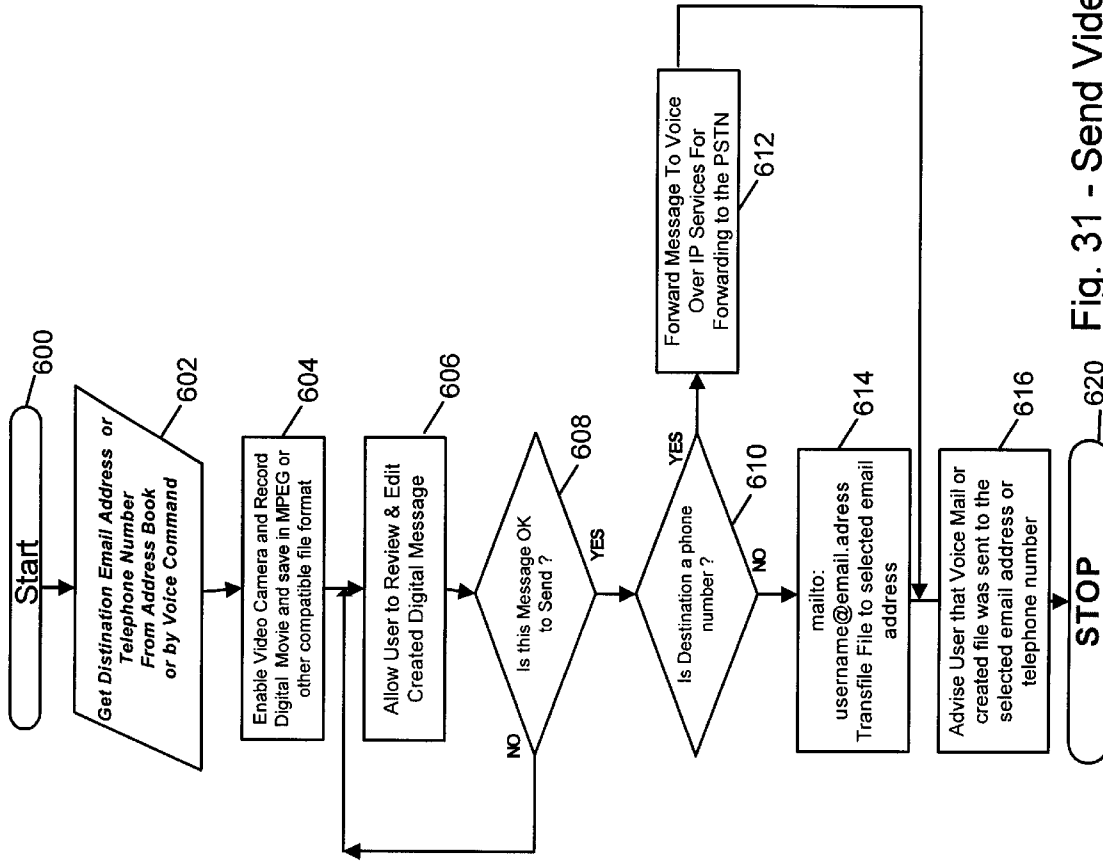 Start
600
Get Distination Email Address or
Telephone Number
From Address Book
or by Voice Command
602
Enable Video Camera and Record
Digital Movie and save in MPEG or
other compatible file format
604
Allow User to Review & Edit
Created Digital Message
606
Is this Message OK
to Send ?
608
NO
YES
Is Destination a phone
number ?
610
YES
NO
Forward Message To Voice
Over IP Services For
Forwarding to the PSTN
612
mailto:
username@email.adress
Transfile File to selected email
address
614
Advise User that Voice Mail or
created file was sent to the
selected email address or
telephone number
616
STOP
620
Fig. 31 - Send Vide